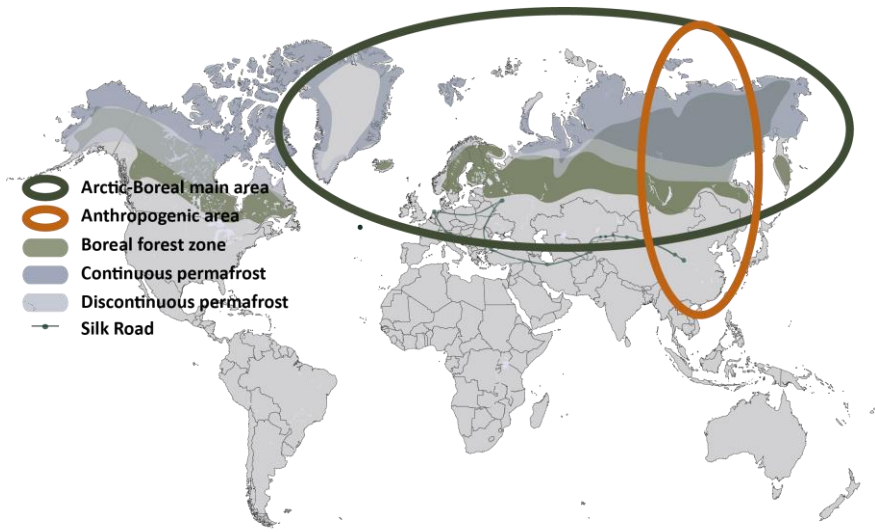 Arctic-Boreal main area
Anthropogenic area
Boreal forest zone
Continuous permafrost
Discontinuous permafrost
Silk Road